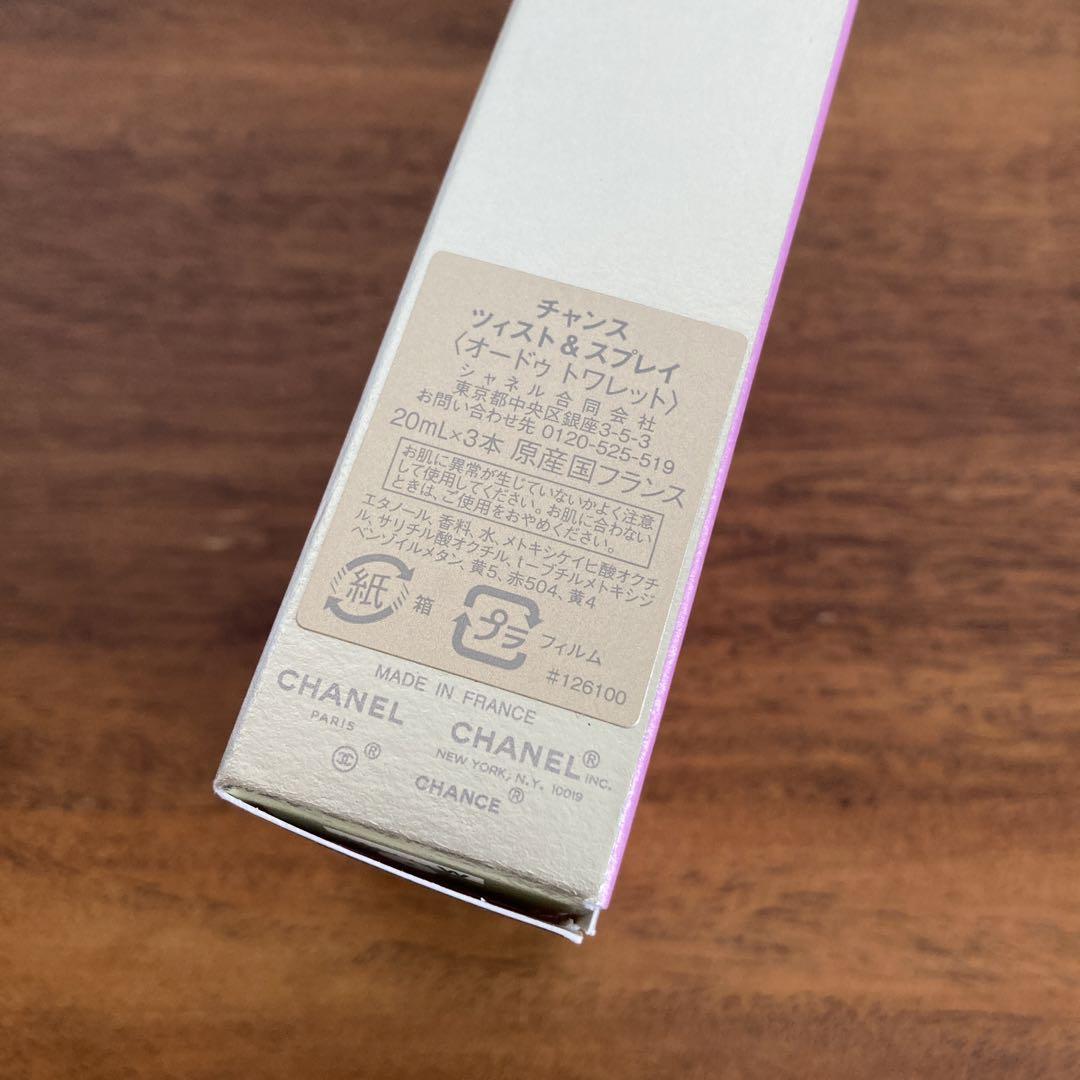 チャンス
ツィスト&スプレイ
〈オードゥ トワレット〉
シャネル合同会社
東京都中央区銀座3-5-3
お問い合わせ先 0120-525-519
20mL×3本 原産国フランス
お肌に異常が生じていないかよく注意
して使用してください。お肌に合わない
ときは、ご使用をおやめください。
エタノール、香料、水、メトキシケイヒ酸オクチ
ル、サリチル酸オクチル、t-ブチルメトキシジ
ベンゾイルメタン、黄5、赤504、黄4
紙 箱 プラ フィルム
#126100
MADE IN FRANCE
CHANEL
PARIS
®
CHANEL® INC.
NEW YORK, N.Y. 10019
CHANCE®